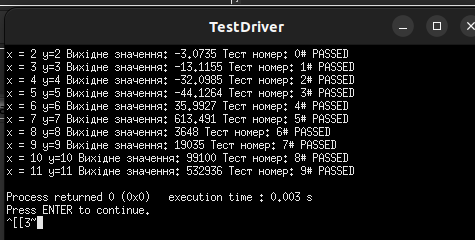 TestDriver
x = 2 y=2 Вихідне значення: -3.0735 Тест номер: 0# PASSED
x = 3 y=3 Вихідне значення: -13.1155 Тест номер: 1# PASSED
x = 4 y=4 Вихідне значення: -32.0985 Тест номер: 2# PASSED
x = 5 y=5 Вихідне значення: -44.1264 Тест номер: 3# PASSED
x = 6 y=6 Вихідне значення: 35.9927 Тест номер: 4# PASSED
x = 7 y=7 Вихідне значення: 613.491 Тест номер: 5# PASSED
x = 8 y=8 Вихідне значення: 3648 Тест номер: 6# PASSED
x = 9 y=9 Вихідне значення: 19035 Тест номер: 7# PASSED
x = 10 y=10 Вихідне значення: 99100 Тест номер: 8# PASSED
x = 11 y=11 Вихідне значення: 532936 Тест номер: 9# PASSED
Process returned 0 (0x0) execution time : 0.003 s
Press ENTER to continue.
^[[3~